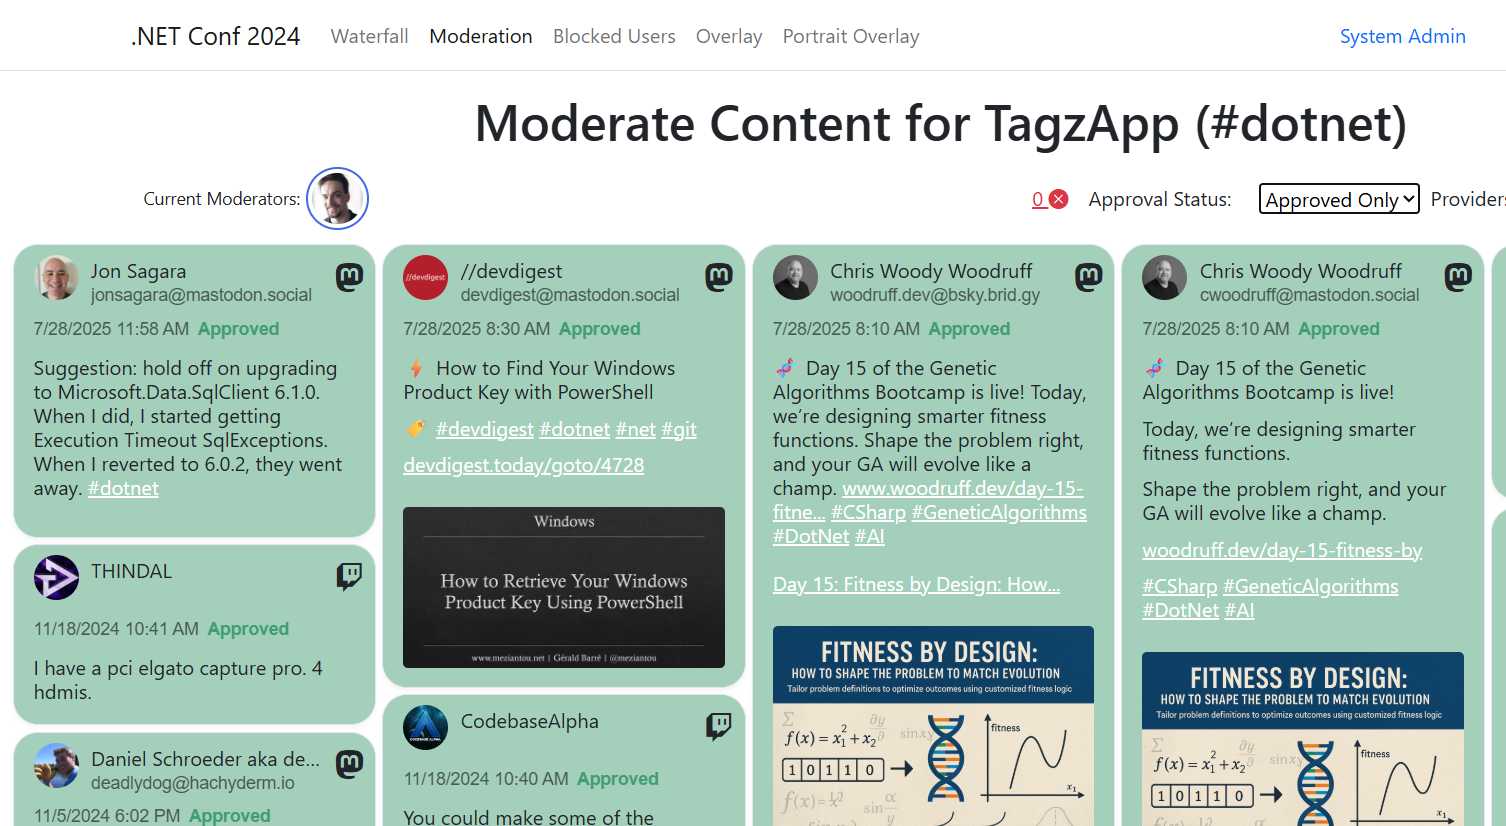 .NET Conf 2024 Waterfall Moderation Blocked Users Overlay Portrait Overlay System Admin
Moderate Content for TagzApp (#dotnet)
Current Moderators: 0 Approval Status: Approved Only Providers
Jon Sagara
jonsagara@mastodon.social
7/28/2025 11:58 AM Approved
Suggestion: hold off on upgrading
to Microsoft.Data.SqlClient 6.1.0.
When I did, I started getting
Execution Timeout SqlExceptions.
When I reverted to 6.0.2, they went
away. #dotnet
THINDAL
11/18/2024 10:41 AM Approved
I have a pci elgato capture pro. 4
hdmis.
Daniel Schroeder aka de...
deadlydog@hachyderm.io
11/5/2024 6:02 PM Approved
//devdigest
//devdigest
devdigest@mastodon.social
7/28/2025 8:30 AM Approved
How to Find Your Windows
Product Key with PowerShell
#devdigest #dotnet #net #git
devdigest.today/goto/4728
Windows
How to Retrieve Your Windows
Product Key Using PowerShell
www.meziantou.net | Gérald Barré | @meziantou
CodebaseAlpha
11/18/2024 10:40 AM Approved
You could make some of the
Chris Woody Woodruff
woodruff.dev@bsky.brid.gy
7/28/2025 8:10 AM Approved
Day 15 of the Genetic
Algorithms Bootcamp is live! Today,
we’re designing smarter fitness
functions. Shape the problem right,
and your GA will evolve like a
champ. www.woodruff.dev/day-15-
fitne... #CSharp #GeneticAlgorithms
#DotNet #AI
Day 15: Fitness by Design: How...
FITNESS BY DESIGN:
HOW TO SHAPE THE PROBLEM TO MATCH EVOLUTION
Tailor problem definitions to optimize outcomes using customized fitness logic
Σ ∂y/∂ sinxy fitness
f(x) = x₁² + x₂
1 0 1 1 0
x₁
Chris Woody Woodruff
cwoodruff@mastodon.social
7/28/2025 8:10 AM Approved
Day 15 of the Genetic
Algorithms Bootcamp is live!
Today, we’re designing smarter
fitness functions.
Shape the problem right, and your
GA will evolve like a champ.
woodruff.dev/day-15-fitness-by
#CSharp #GeneticAlgorithms
#DotNet #AI
FITNESS BY DESIGN:
HOW TO SHAPE THE PROBLEM TO MATCH EVOLUTION
Tailor problem definitions to optimize outcomes using customized fitness logic
Σ ∂y/∂ sinxy fitness
f(x) = x₁² + x₂
1 0 1 1 0
x₁